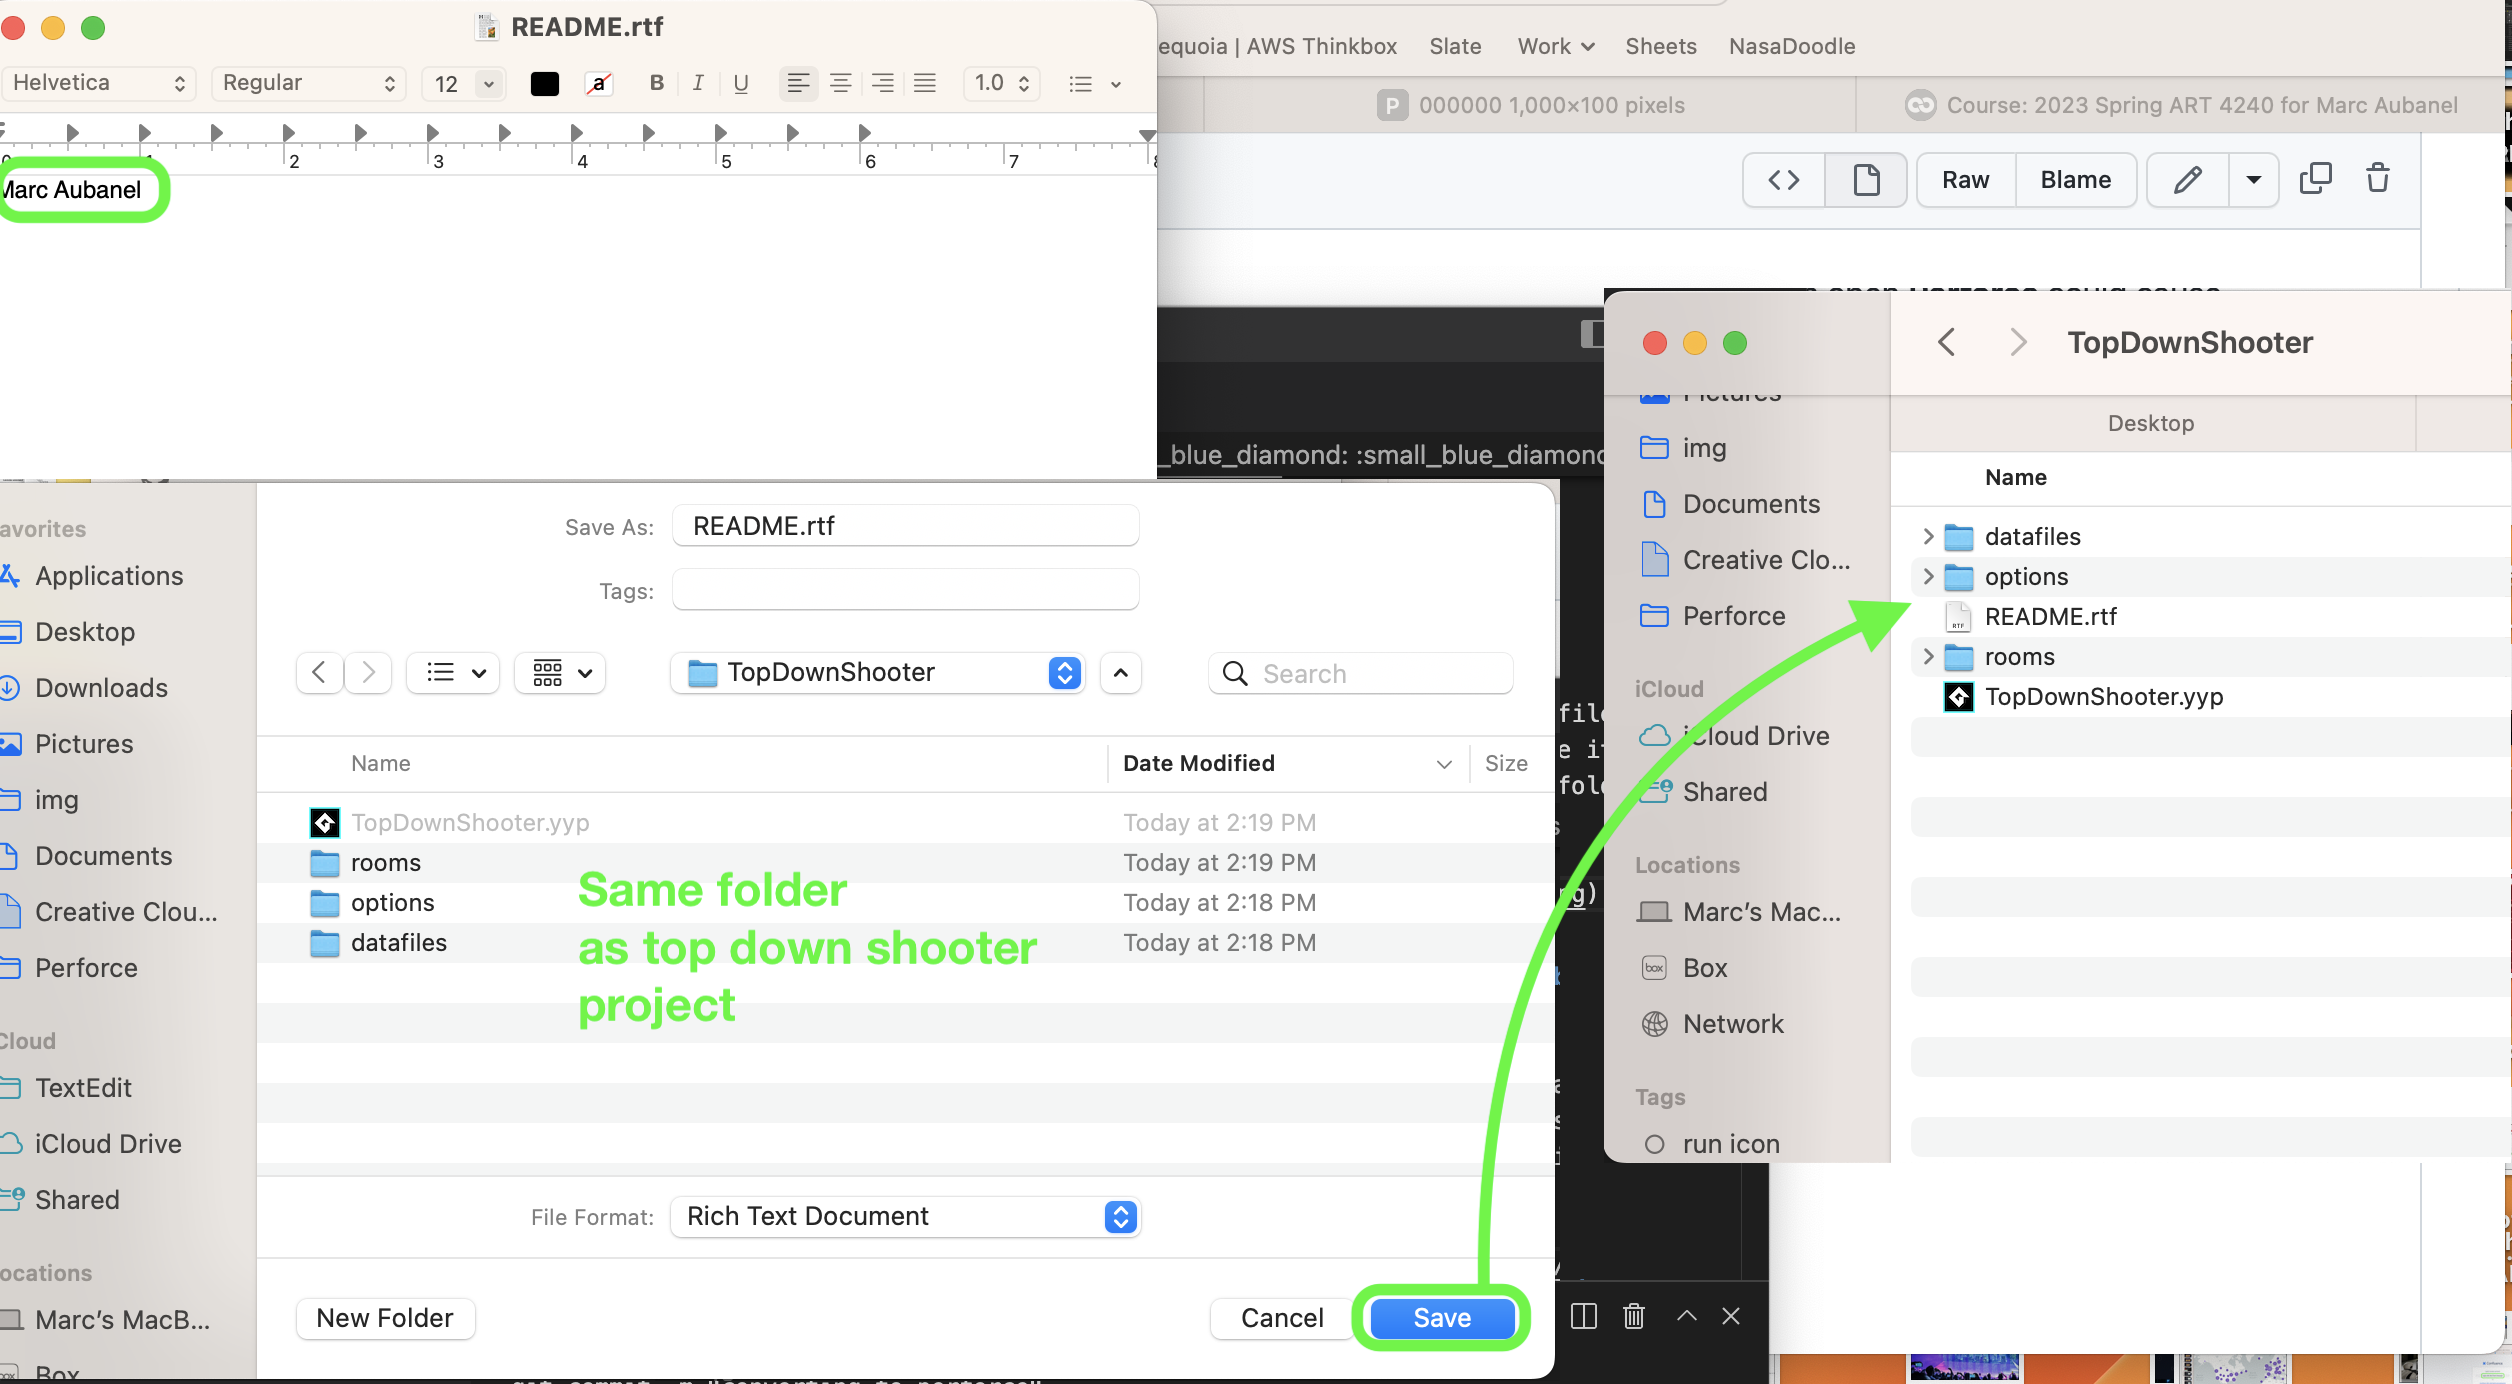 README.rtf
Helvetica
Regular
12
a
B
I
U
1.0
2
3
4
5
6
7
Marc Aubanel
equoia | AWS Thinkbox
Slate
Work
Sheets
NasaDoodle
P
000000 1,000×100 pixels
Course: 2023 Spring ART 4240 for Marc Aubanel
Raw
Blame
_blue_diamond: :small_blue_diamond
avorites
Applications
Desktop
Downloads
Pictures
img
Documents
Creative Clou...
Perforce
Cloud
TextEdit
iCloud Drive
Shared
ocations
Marc's MacB...
Box
Save As:
README.rtf
Tags:
TopDownShooter
Search
Name
Date Modified
Size
TopDownShooter.yyp
Today at 2:19 PM
rooms
Today at 2:19 PM
options
Today at 2:18 PM
datafiles
Today at 2:18 PM
Same folder
as top down shooter
project
File Format:
Rich Text Document
New Folder
Cancel
Save
TopDownShooter
Pictures
img
Documents
Creative Clo...
Perforce
iCloud
iCloud Drive
Shared
Locations
Marc's Mac...
Box
Network
Tags
run icon
Desktop
Name
datafiles
options
README.rtf
rooms
TopDownShooter.yyp